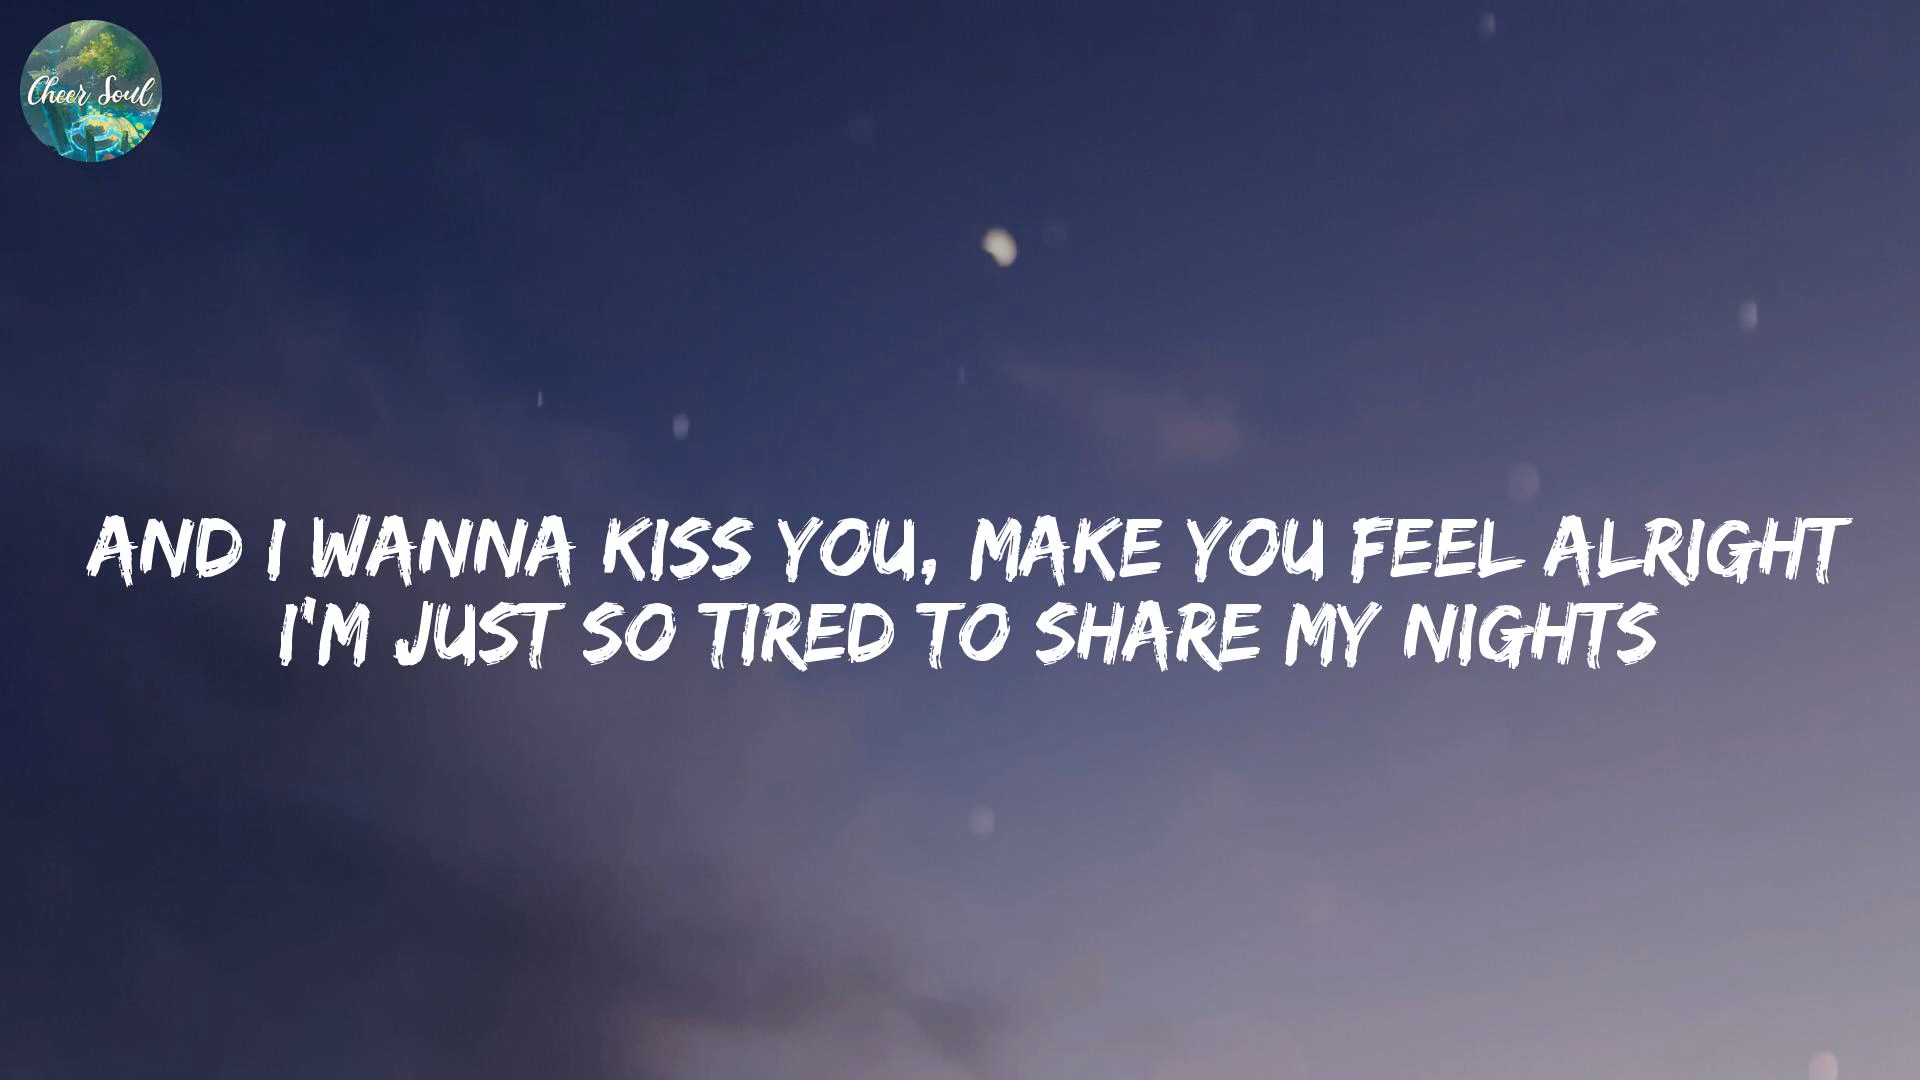 Cheer Soul
AND I WANNA KISS YOU, MAKE YOU FEEL ALRIGHT
I'M JUST SO TIRED TO SHARE MY NIGHTS